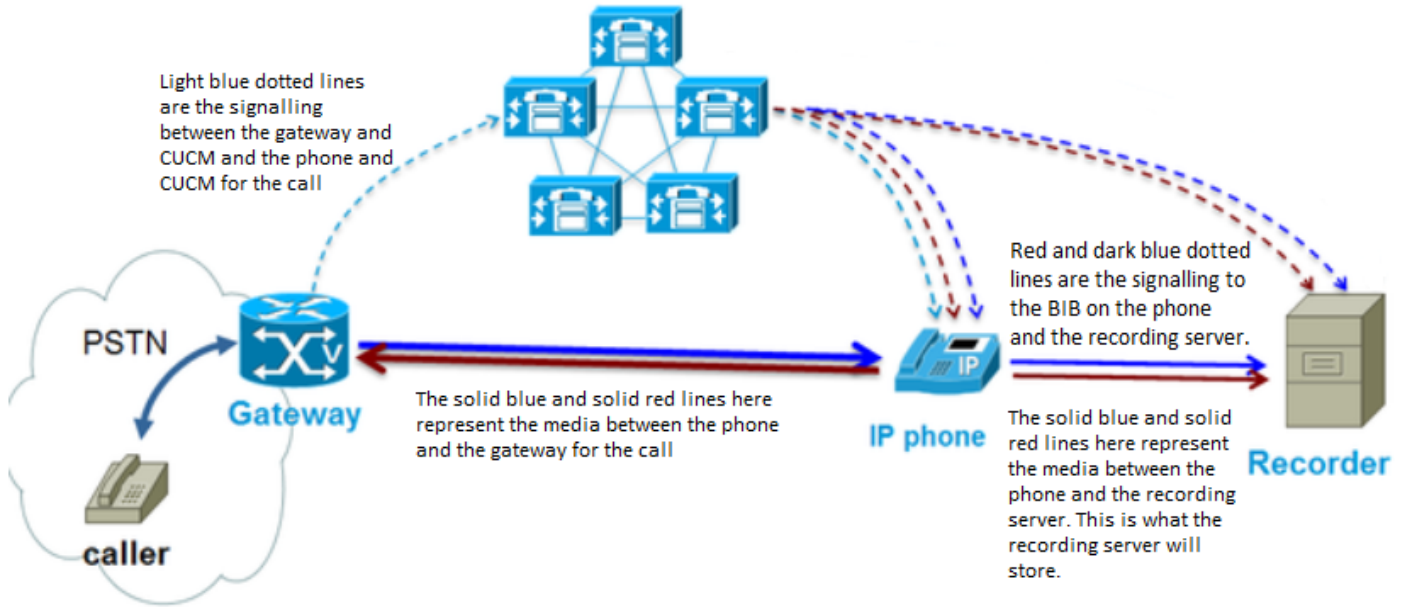 Light blue dotted lines
are the signalling
between the gateway and
CUCM and the phone and
CUCM for the call
PSTN
V
Gateway
caller
The solid blue and solid red lines here
represent the media between the phone
and the gateway for the call
IP
IP phone
Red and dark blue dotted
lines are the signalling to
the BIB on the phone
and the recording server.
The solid blue and solid
red lines here represent
the media between the
phone and the recording
server. This is what the
recording server will
store.
Recorder